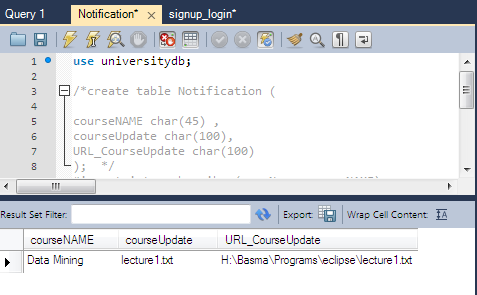 Query 1 Notification* × signup_login*
1 use universitydb;
2
3 /*create table Notification (
4
5 courseNAME char(45) ,
6 courseUpdate char(100),
7 URL_CourseUpdate char(100)
8 ); */
Result Set Filter: Export: Wrap Cell Content:
courseNAME courseUpdate URL_CourseUpdate
Data Mining lecture1.txt H:\Basma\Programs\eclipse\lecture1.txt